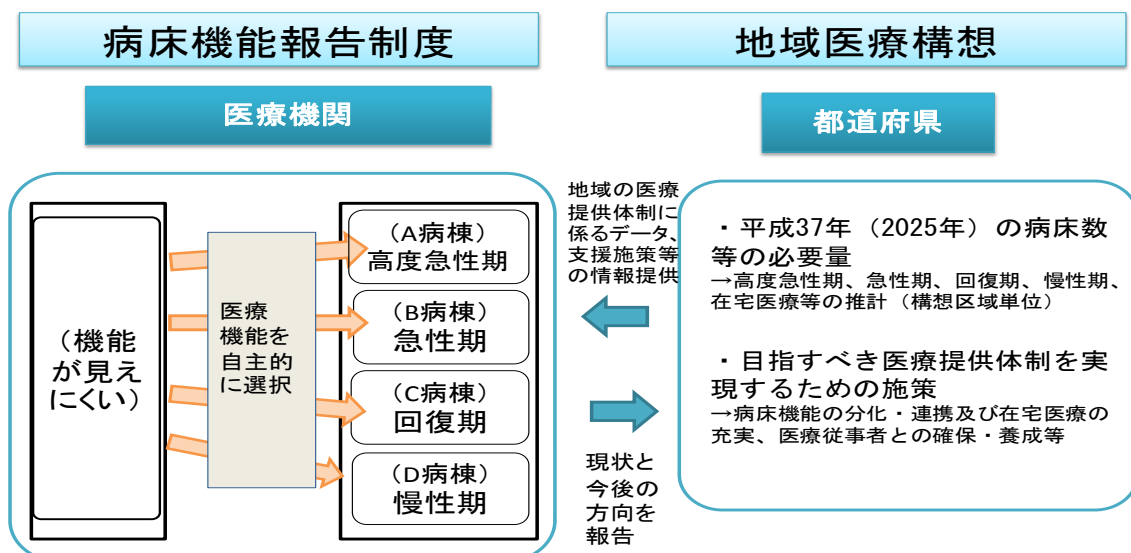 病床機能報告制度
医療機関
（機能
が見え
にくい）
医療
機能を
自主的
に選択
（A病棟）
高度急性期
（B病棟）
急性期
（C病棟）
回復期
（D病棟）
慢性期
地域の医療
提供体制に
係るデータ、
支援施策等
の情報提供
現状と
今後の
方向を
報告
地域医療構想
都道府県
・平成37年（2025年）の病床数
等の必要量
→高度急性期、急性期、回復期、慢性期、
在宅医療等の推計（構想区域単位）
・目指すべき医療提供体制を実
現するための施策
→病床機能の分化・連携及び在宅医療の
充実、医療従事者との確保・養成等